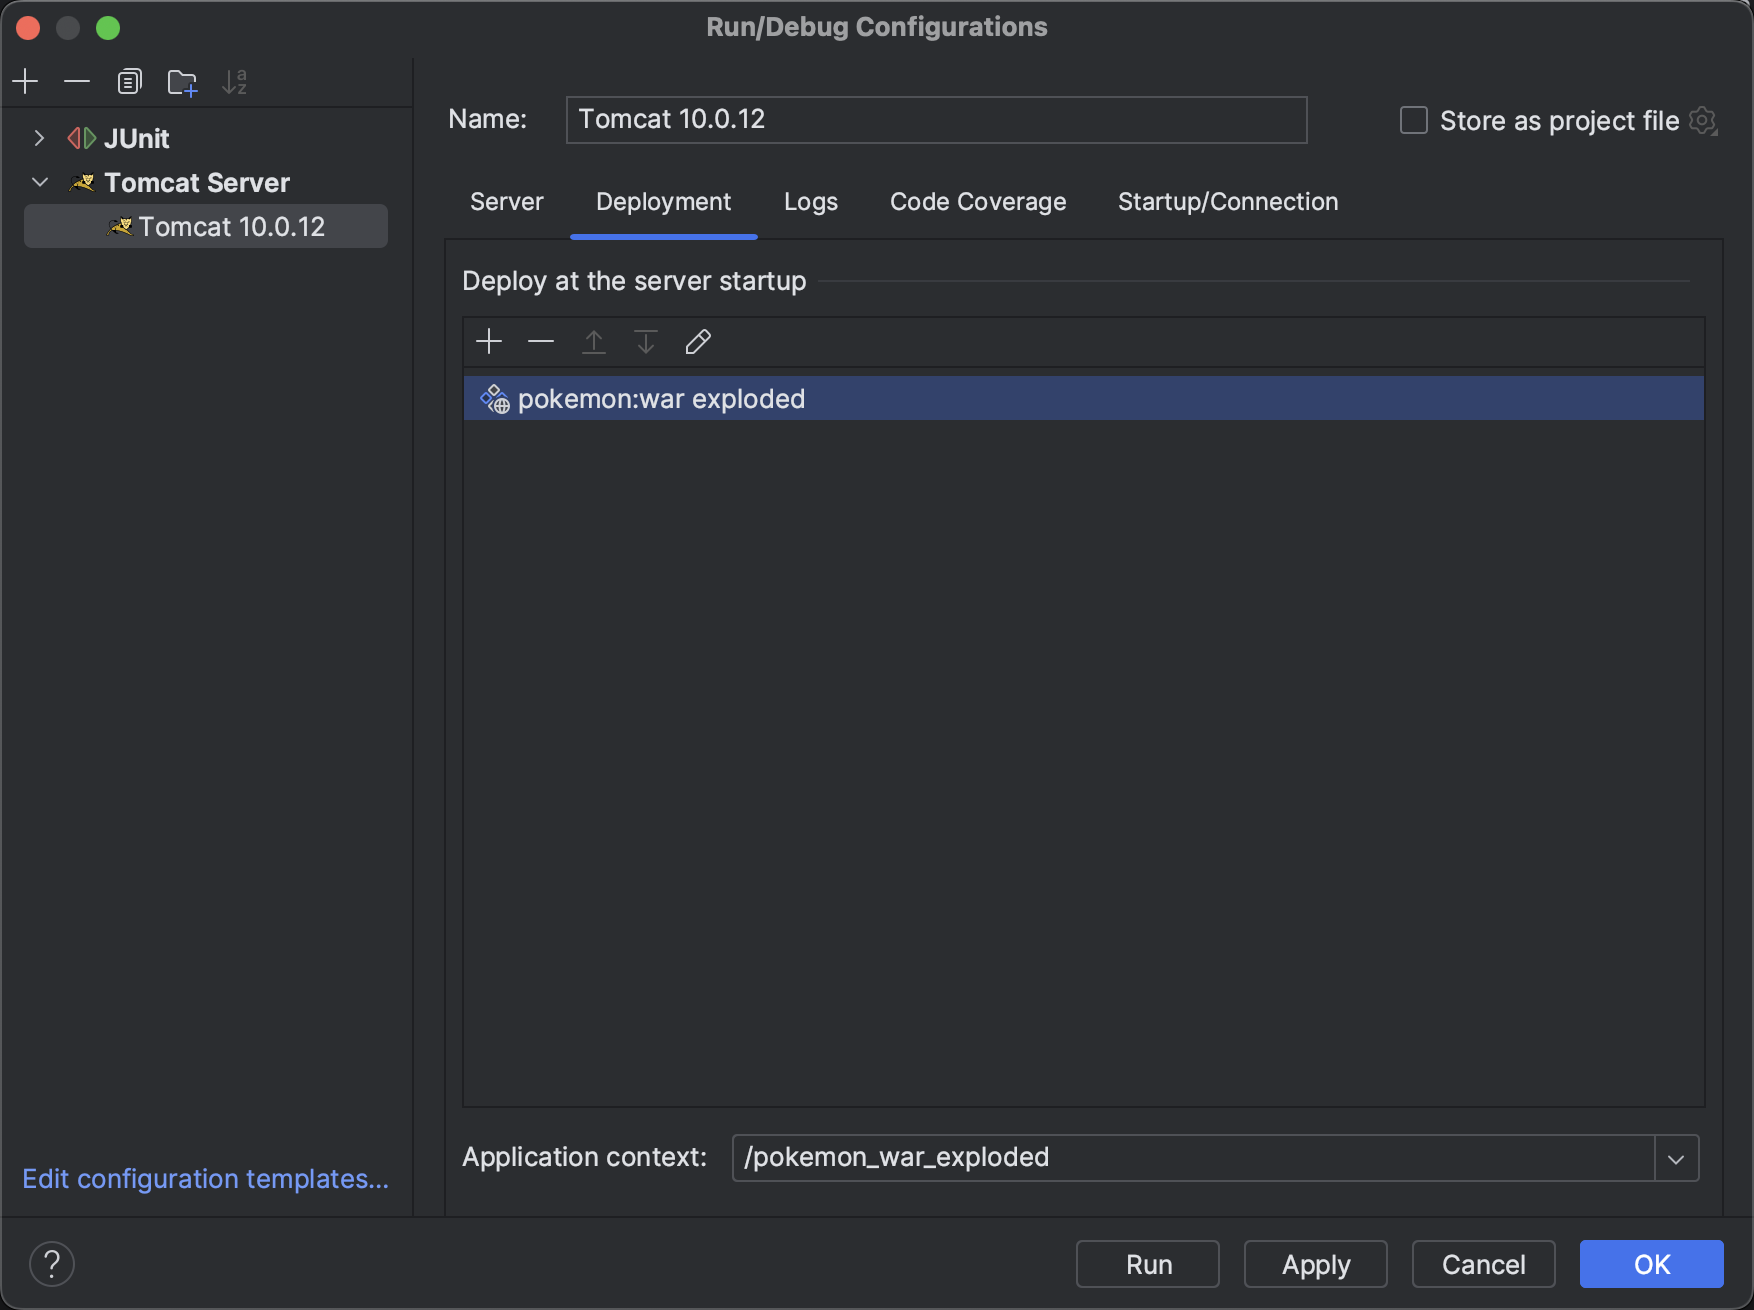 Run/Debug Configurations
JUnit
Tomcat Server
Tomcat 10.0.12
Edit configuration templates...
Name: Tomcat 10.0.12
Store as project file
Server Deployment Logs Code Coverage Startup/Connection
Deploy at the server startup
pokemon:war exploded
Application context: /pokemon_war_exploded
? Run Apply Cancel OK